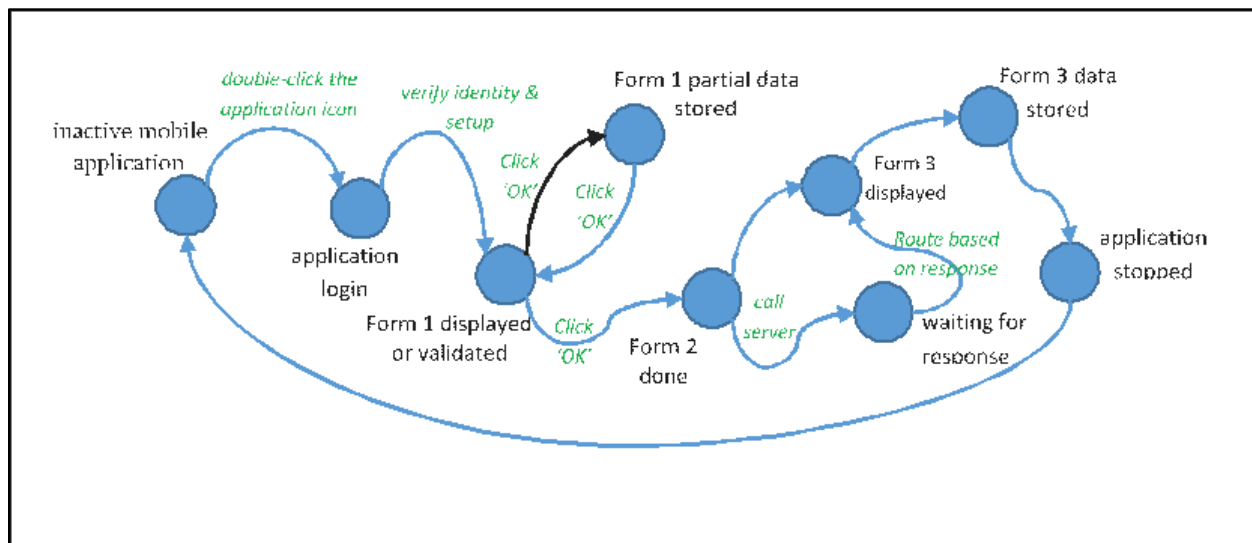 double-click the
application icon
verify identity &
setup
Form 1 partial data
stored
Form 3 data
stored
inactive mobile
application
Click
'OK'
Click
'OK'
Form 3
displayed
application
login
Route based
on response
application
stopped
Form 1 displayed
or validated
Click
'OK'
Form 2
done
call
server
waiting for
response